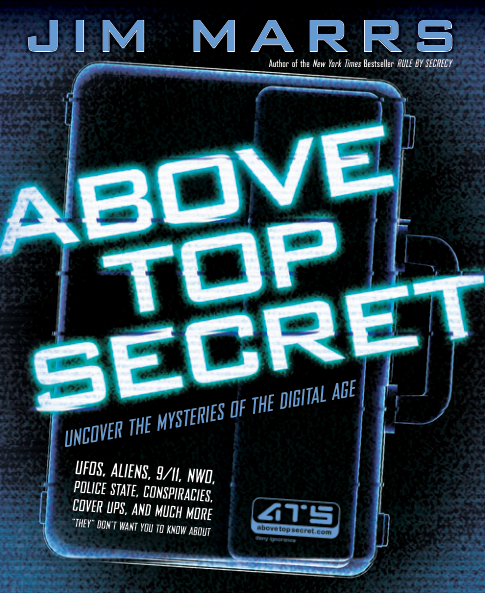 JIM MARRS
Author of the New York Times Bestseller RULE BY SECRECY
ABOVE
TOP
SECRET
UNCOVER THE MYSTERIES OF THE DIGITAL AGE
UFOS, ALIENS, 9/11, NWO,
POLICE STATE, CONSPIRACIES,
COVER UPS, AND MUCH MORE
"THEY" DON'T WANT YOU TO KNOW ABOUT
ATS
abovetopsecret.com
deny ignorance